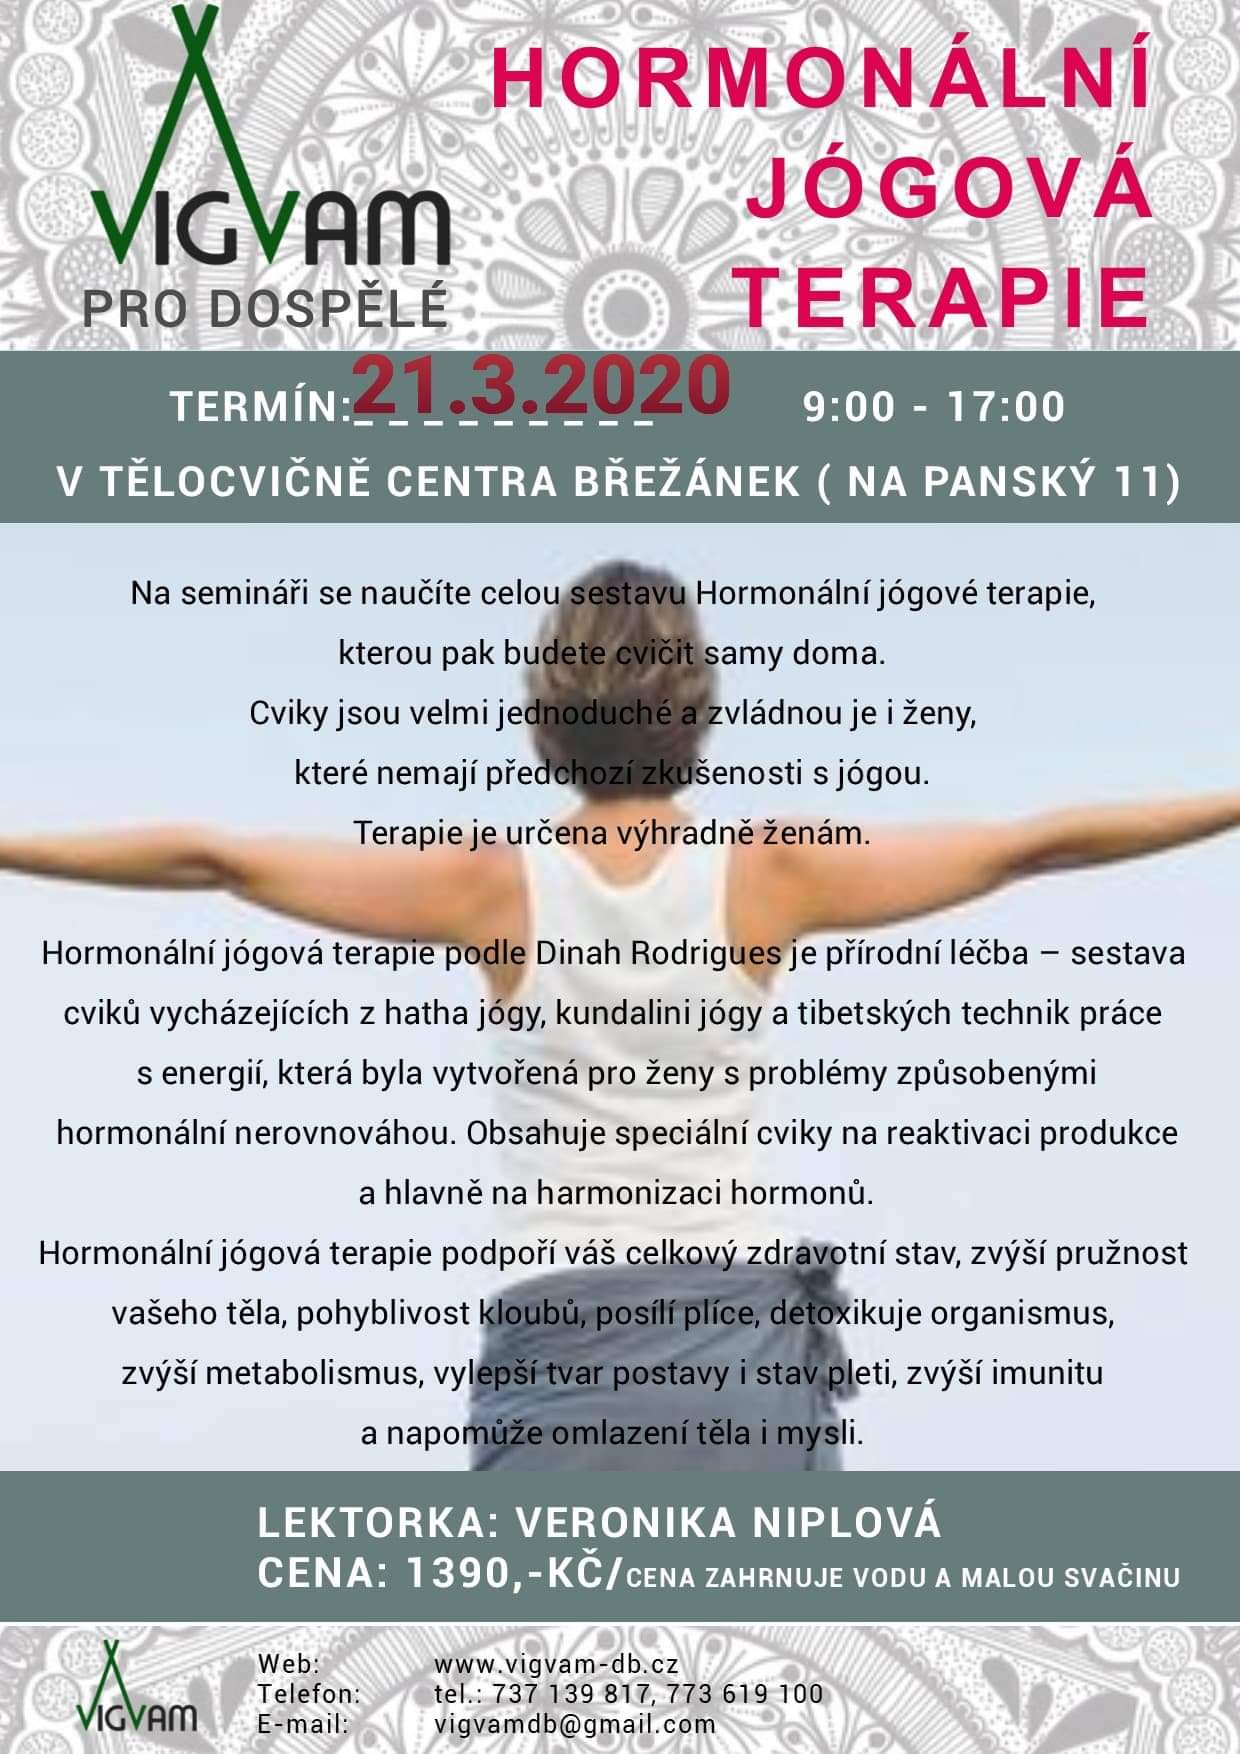 VIGVAM
PRO DOSPĚLÉ
HORMONÁLNÍ
JÓGOVÁ
TERAPIE
TERMÍN: 21.3.2020 9:00 - 17:00
V TĚLOCVIČNĚ CENTRA BŘEŽÁNEK ( NA PANSKÝ 11)
Na semináři se naučíte celou sestavu Hormonální jógové terapie,
kterou pak budete cvičit samy doma.
Cviky jsou velmi jednoduché a zvládnou je i ženy,
které nemají předchozí zkušenosti s jógou.
Terapie je určena výhradně ženám.
Hormonální jógová terapie podle Dinah Rodrigues je přírodní léčba – sestava
cviků vycházejících z hatha jógy, kundalini jógy a tibetských technik práce
s energií, která byla vytvořená pro ženy s problémy způsobenými
hormonální nerovnováhou. Obsahuje speciální cviky na reaktivaci produkce
a hlavně na harmonizaci hormonů.
Hormonální jógová terapie podpoří váš celkový zdravotní stav, zvýší pružnost
vašeho těla, pohyblivost kloubů, posílí plíce, detoxikuje organismus,
zvýší metabolismus, vylepší tvar postavy i stav pleti, zvýší imunitu
a napomůže omlazení těla i mysli.
LEKTORKA: VERONIKA NIPLOVÁ
CENA: 1390,-KČ/CENA ZAHRNUJE VODU A MALOU SVAČINU
VIGVAM
Web: www.vigvam-db.cz
Telefon: tel.: 737 139 817, 773 619 100
E-mail: vigvamdb@gmail.com